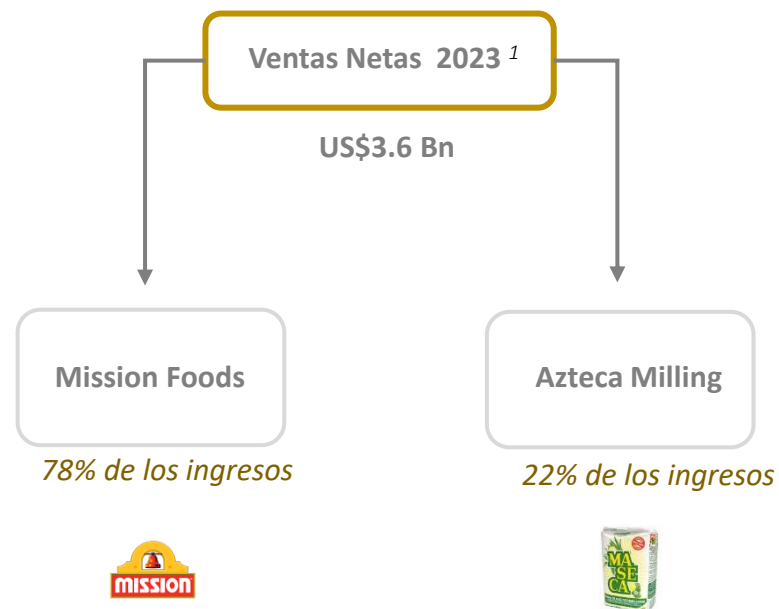 Ventas Netas 2023 1
US$3.6 Bn
Mission Foods
Azteca Milling
78% de los ingresos
22% de los ingresos
MISSION
MA
SE
CA